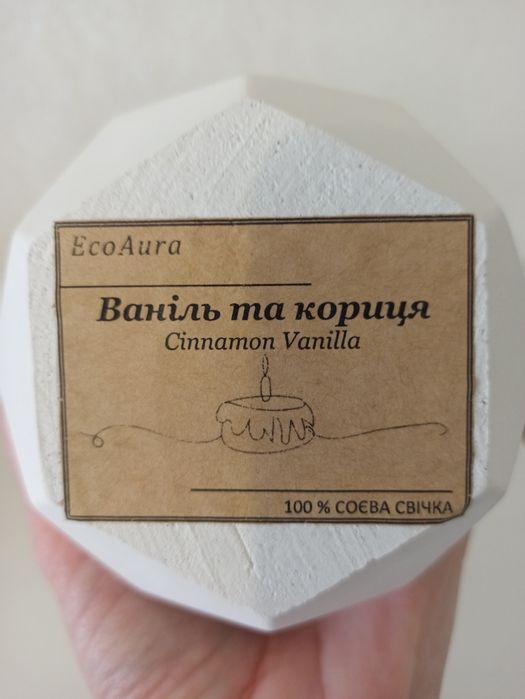 EcoAura
Ваніль та кориця
Cinnamon Vanilla
100 % СОЄВА СВІЧКА